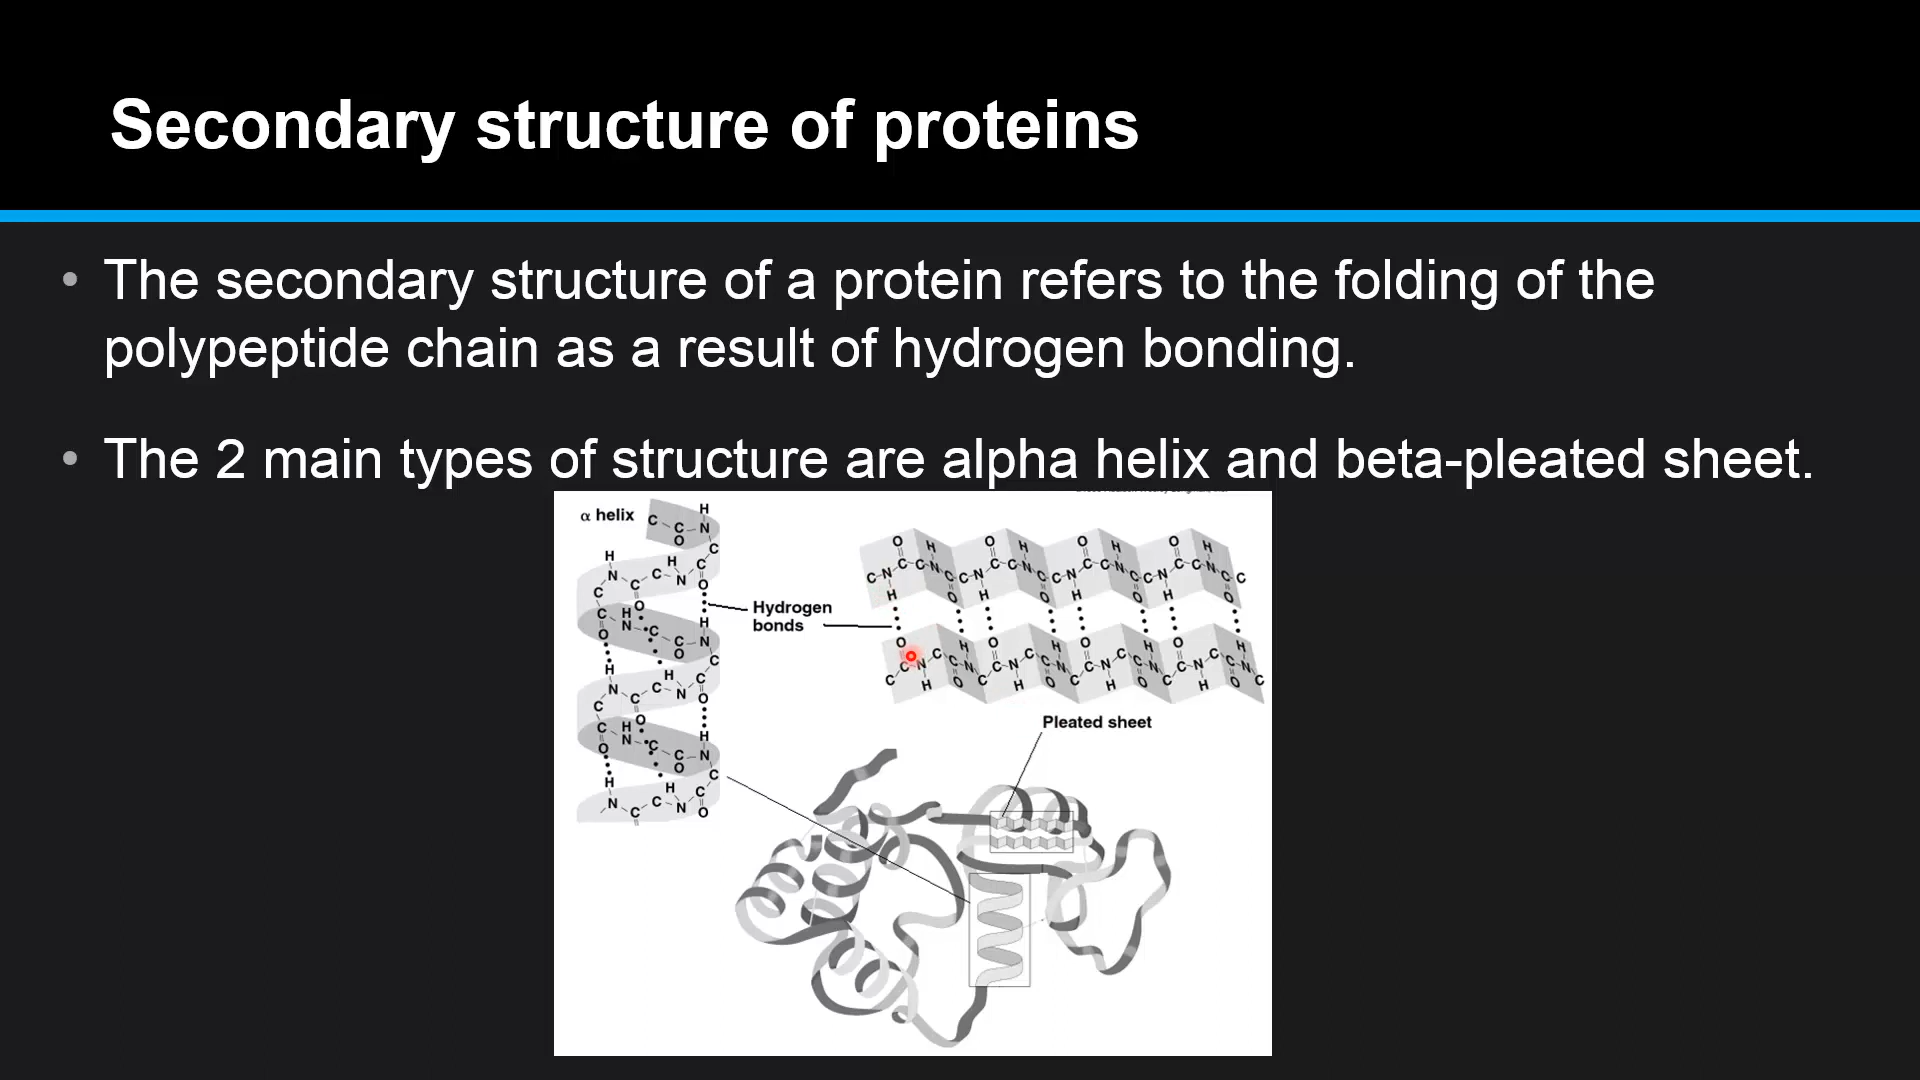 Secondary structure of proteins
• The secondary structure of a protein refers to the folding of the
polypeptide chain as a result of hydrogen bonding.
• The 2 main types of structure are alpha helix and beta-pleated sheet.
α helix
Hydrogen
bonds
Pleated sheet